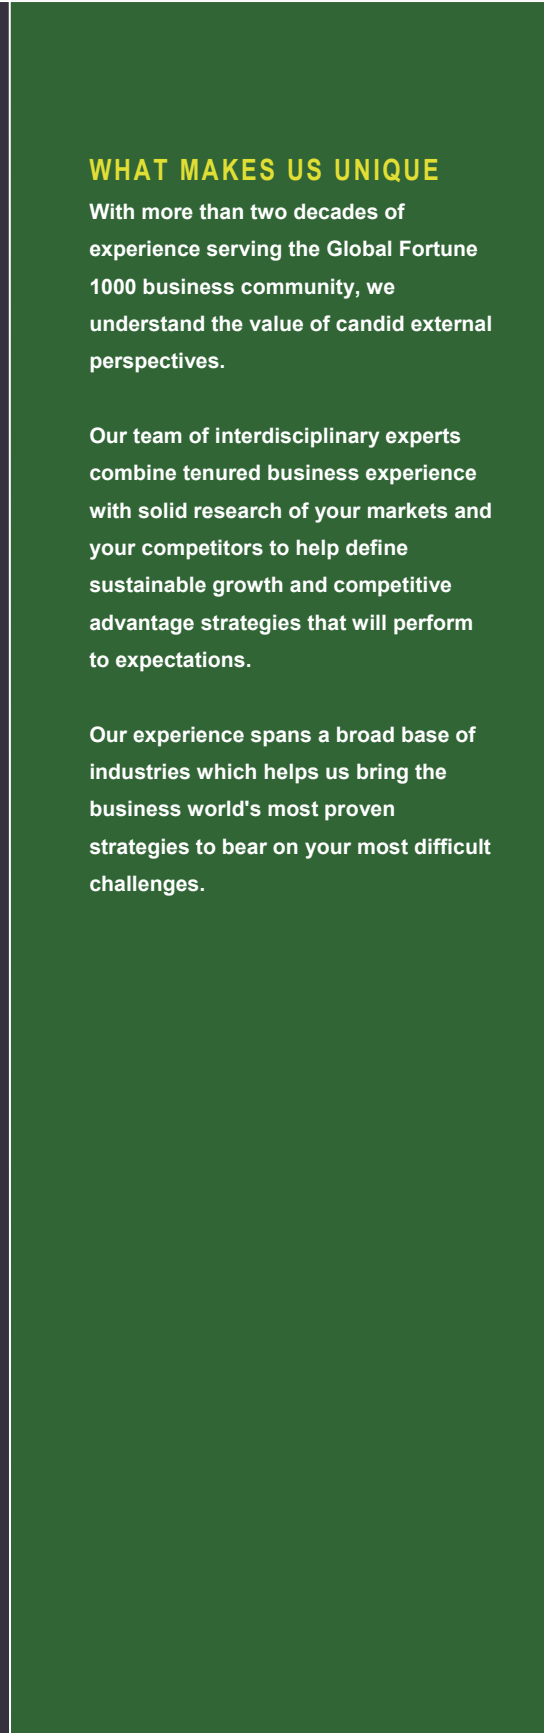 WHAT MAKES US UNIQUE
With more than two decades of
experience serving the Global Fortune
1000 business community, we
understand the value of candid external
perspectives.
Our team of interdisciplinary experts
combine tenured business experience
with solid research of your markets and
your competitors to help define
sustainable growth and competitive
advantage strategies that will perform
to expectations.
Our experience spans a broad base of
industries which helps us bring the
business world's most proven
strategies to bear on your most difficult
challenges.